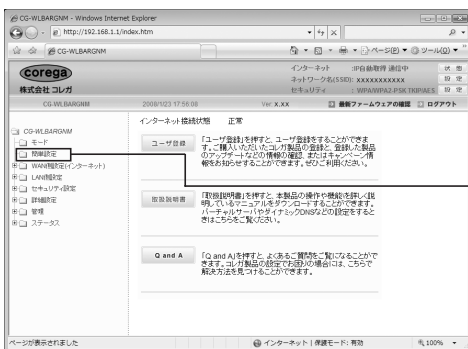 CG-WLBARGNM - Windows Internet Explorer
http://192.168.1.1/index.htm
CG-WLBARGNM
ページ(P)
ツール(O)
corega
株式会社 コレガ
インターネット :IP自動取得 通信中
状態
ネットワーク名(SSID): xxxxxxxxxxx
設定
セキュリティ : WPA/WPA2-PSK TKIP/AES
設定
CG-WLBARGNM
2008/1/23 17:56:08
Ver. X.XX
最新ファームウェアの確認
ログアウト
CG-WLBARGNM
モード
簡単設定
WAN側設定(インターネット)
LAN側設定
セキュリティ設定
詳細設定
管理
ステータス
インターネット接続状態 正常
ユーザ登録
「ユーザ登録」を押すと、ユーザ登録をすることができま
す。ご購入いただいたコレガ製品の登録と、登録した製品
のアップデートなどの情報の確認、またはキャンペーン情
報をお知らせすることができます。ぜひご利用ください。
取扱説明書
「取扱説明書」を押すと、本製品の操作や機能を詳しく説
明しているマニュアルをダウンロードすることができます。
バーチャルサーバやダイナミックDNSなどの設定をすると
きはこちらをご覧ください。
Q and A
「Q and A」を押すと、よくあるご質問をご覧になることがで
きます。コレガ製品の設定でお困りの場合には、こちらで
解決方法を見つけることができます。
ページが表示されました
インターネット | 保護モード: 有効
100%